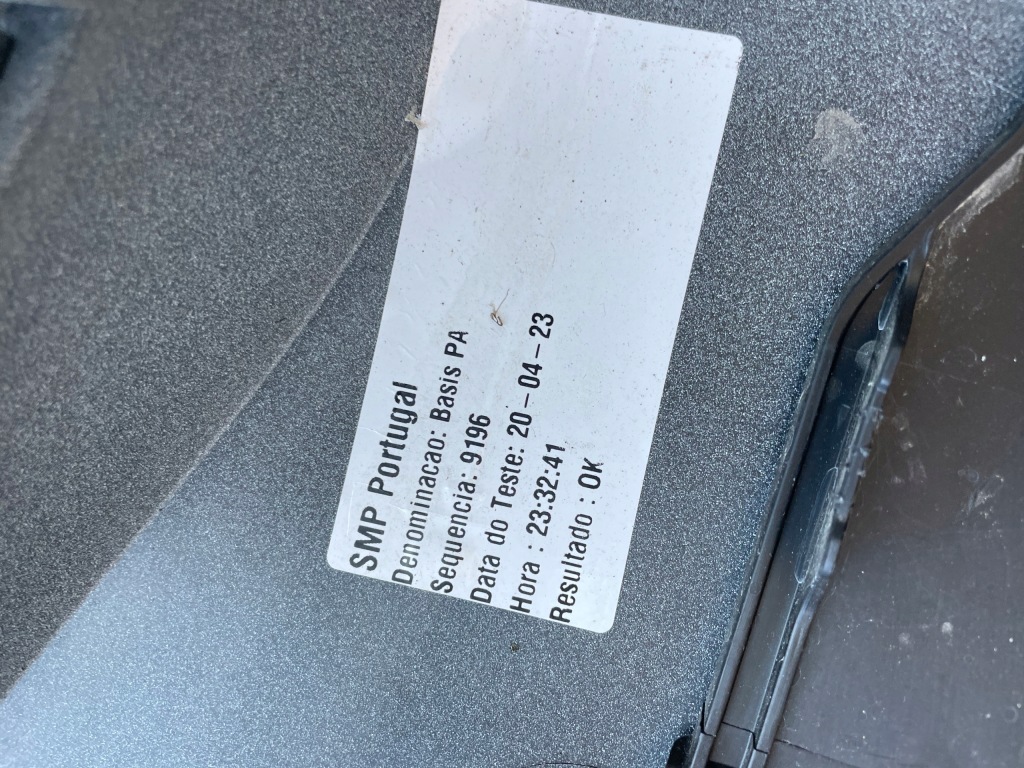 SMP Portugal
Denominacao: Basis PA
Sequencia: 9196
Data do Teste: 20-04-23
Hora : 23:32:41
Resultado : OK